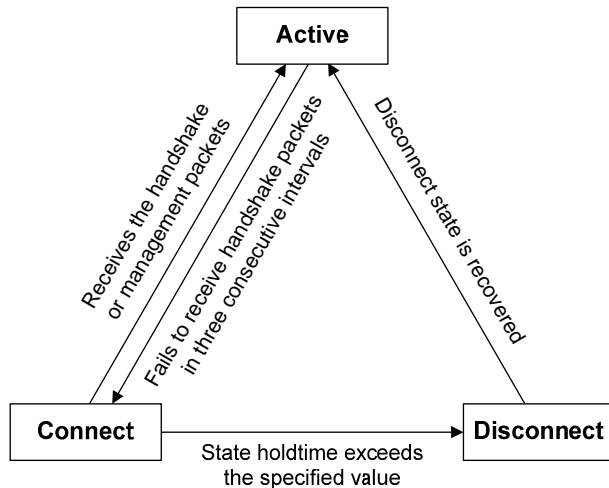 Active
Receives the handshake
or management packets
Fails to receive handshake packets
in three consecutive intervals
Disconnect state is recovered
Connect
Disconnect
State holdtime exceeds
the specified value